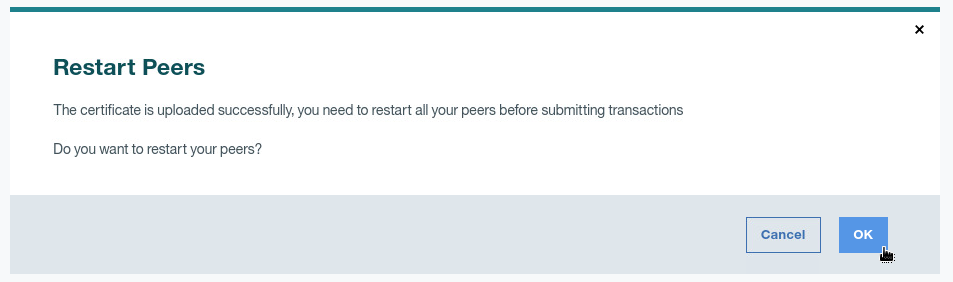 ×
Restart Peers
The certificate is uploaded successfully, you need to restart all your peers before submitting transactions
Do you want to restart your peers?
Cancel
OK